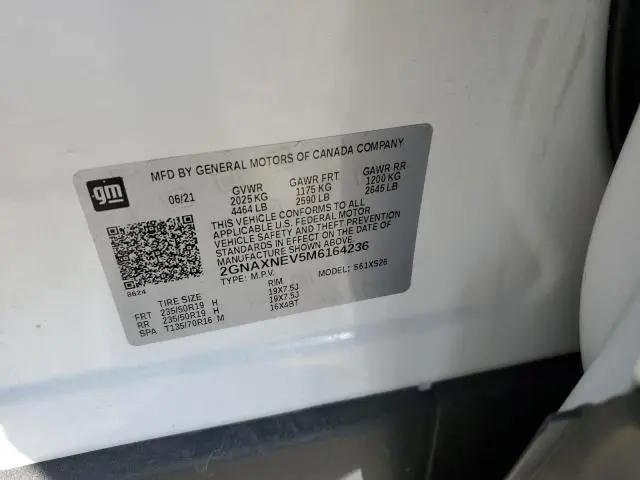 gm
MFD BY GENERAL MOTORS OF CANADA COMPANY
06/21 GVWR GAWR FRT GAWR RR
2025 KG 1175 KG 1200 KG
4464 LB 2590 LB 2645 LB
THIS VEHICLE CONFORMS TO ALL
APPLICABLE U.S. FEDERAL MOTOR
VEHICLE SAFETY AND THEFT PREVENTION
STANDARDS IN EFFECT ON THE DATE OF
MANUFACTURE SHOWN ABOVE.
2GNAXNEV5M6164236
TYPE: M.P.V. MODEL: S61XS26
8624
TIRE SIZE RIM
FRT 235/50R19 H 19X7.5J
RR 235/50R19 H 19X7.5J
SPA T135/70R16 M 16X4BT